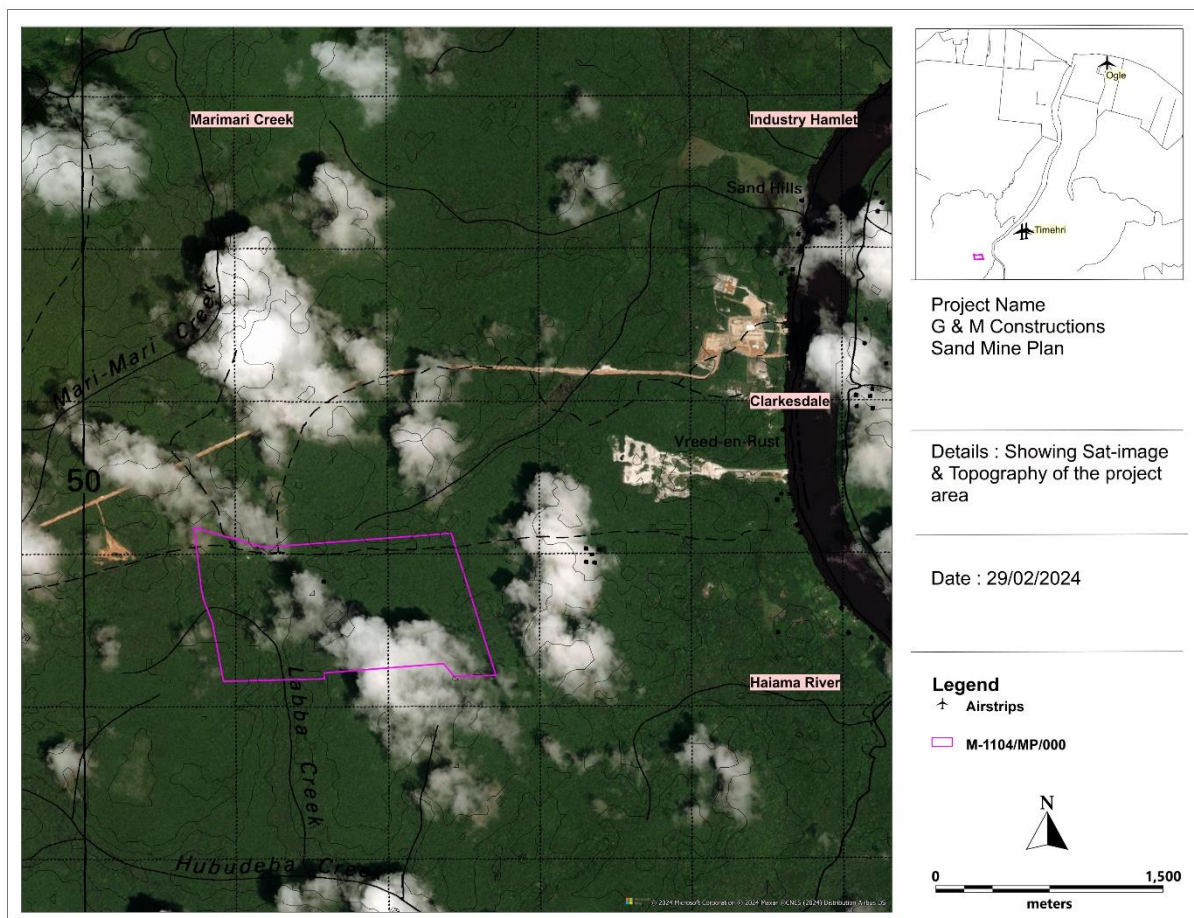 Marimari Creek
Industry Hamlet
Sand Hills
Mari-Mari Creek
Clarkesdale
Vreed-en-Rust
50
Labba Creek
Haiama River
Hubudeba Creek
Microsoft
© 2024 Microsoft Corporation © 2024 Maxar ©CNES (2024) Distribution Airbus DS
Ogle
Timehri
Project Name
G & M Constructions
Sand Mine Plan
Details : Showing Sat-image
& Topography of the project
area
Date : 29/02/2024
Legend
Airstrips
M-1104/MP/000
N
0 1,500
meters